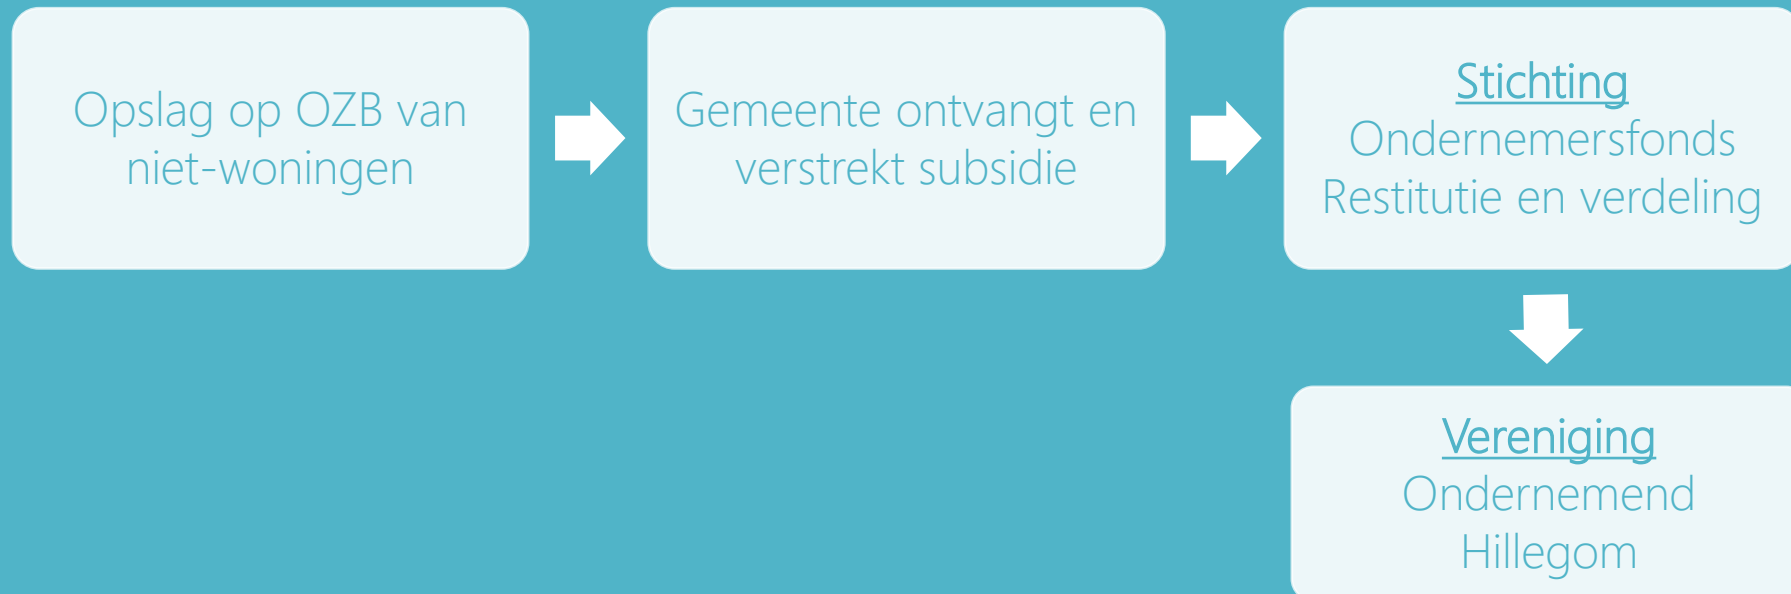 Opslag op OZB van
niet-woningen
Gemeente ontvangt en
verstrekt subsidie
Stichting
Ondernemersfonds
Restitutie en verdeling
Vereniging
Ondernemend
Hillegom